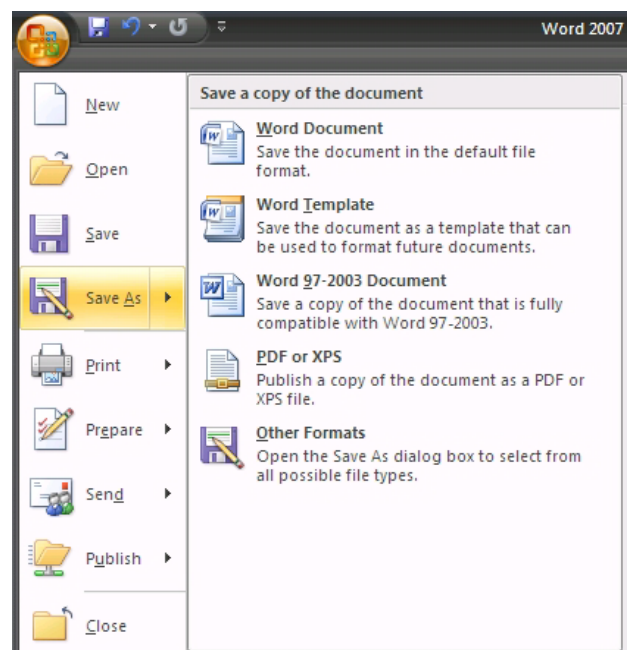 Word 2007
New
Open
Save
Save As
Print
Prepare
Send
Publish
Close
Save a copy of the document
Word Document
Save the document in the default file
format.
Word Template
Save the document as a template that can
be used to format future documents.
Word 97-2003 Document
Save a copy of the document that is fully
compatible with Word 97-2003.
PDF or XPS
Publish a copy of the document as a PDF or
XPS file.
Other Formats
Open the Save As dialog box to select from
all possible file types.